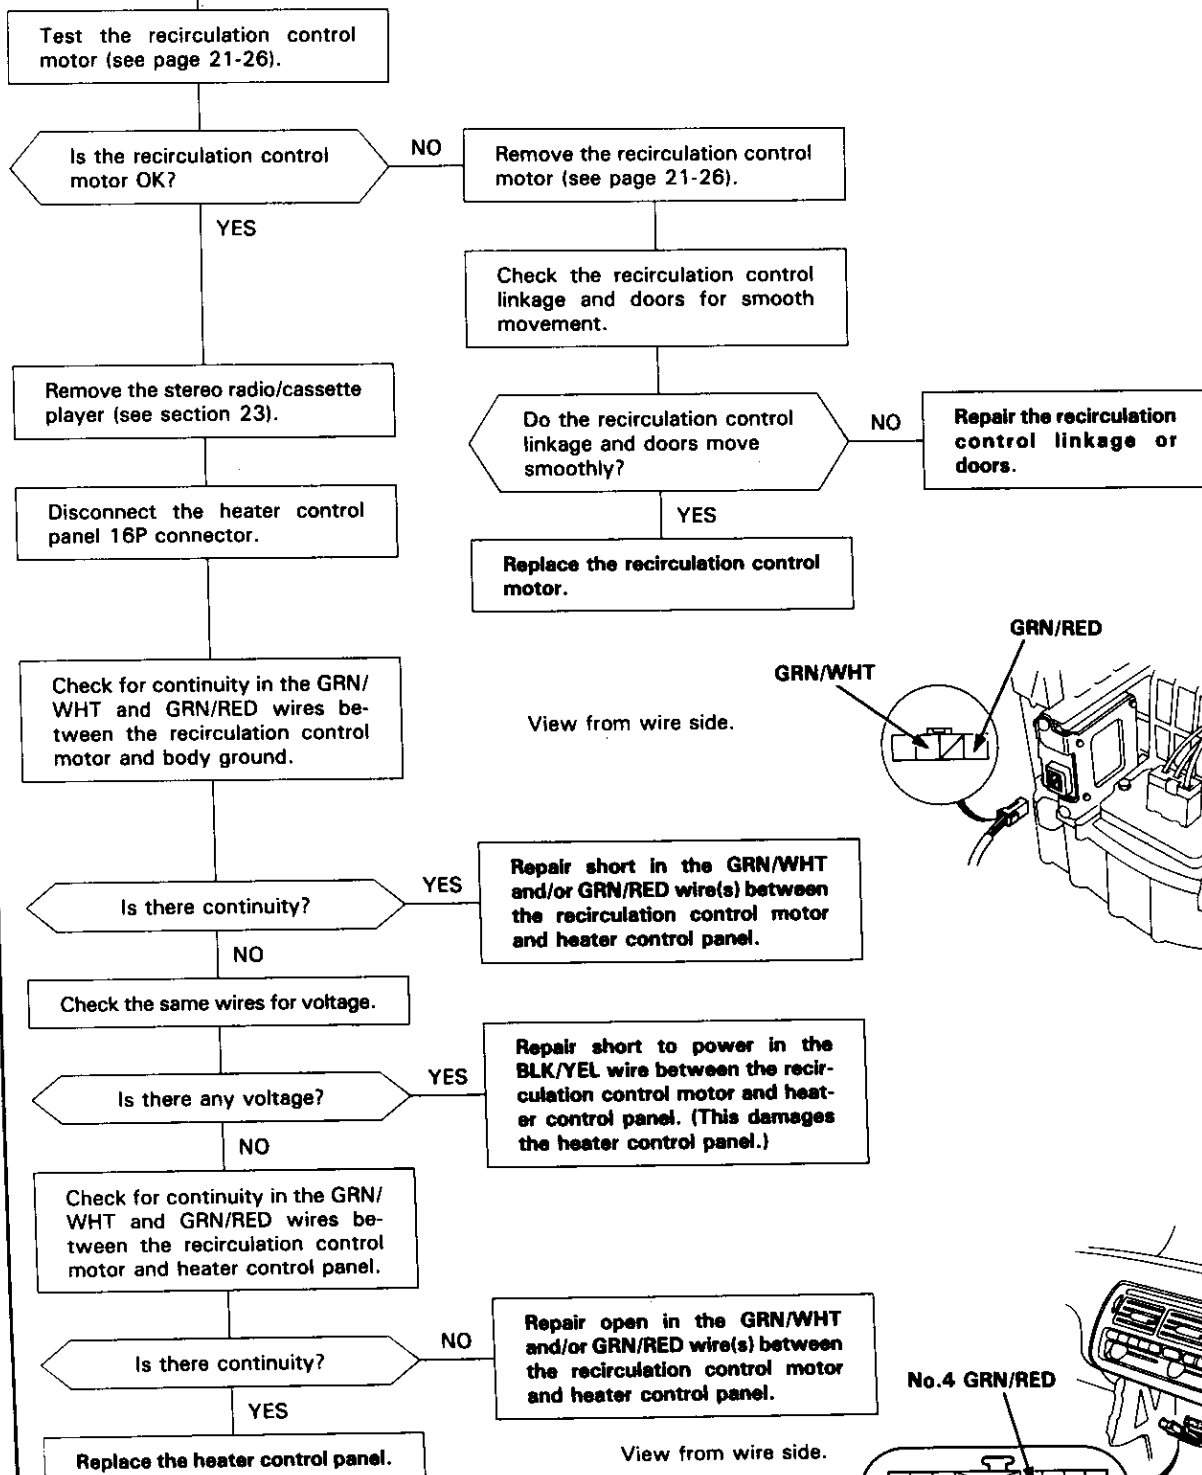 Test the recirculation control
motor (see page 21-26).
Is the recirculation control
motor OK?
NO
Remove the recirculation control
motor (see page 21-26).
YES
Check the recirculation control
linkage and doors for smooth
movement.
Remove the stereo radio/cassette
player (see section 23).
Do the recirculation control
linkage and doors move
smoothly?
NO
Repair the recirculation
control linkage or
doors.
Disconnect the heater control
panel 16P connector.
YES
Replace the recirculation control
motor.
Check for continuity in the GRN/
WHT and GRN/RED wires be-
tween the recirculation control
motor and body ground.
View from wire side.
GRN/WHT
GRN/RED
Is there continuity?
YES
Repair short in the GRN/WHT
and/or GRN/RED wire(s) between
the recirculation control motor
and heater control panel.
NO
Check the same wires for voltage.
Is there any voltage?
YES
Repair short to power in the
BLK/YEL wire between the recir-
culation control motor and heat-
er control panel. (This damages
the heater control panel.)
NO
Check for continuity in the GRN/
WHT and GRN/RED wires be-
tween the recirculation control
motor and heater control panel.
Is there continuity?
NO
Repair open in the GRN/WHT
and/or GRN/RED wire(s) between
the recirculation control motor
and heater control panel.
YES
Replace the heater control panel.
View from wire side.
No.4 GRN/RED